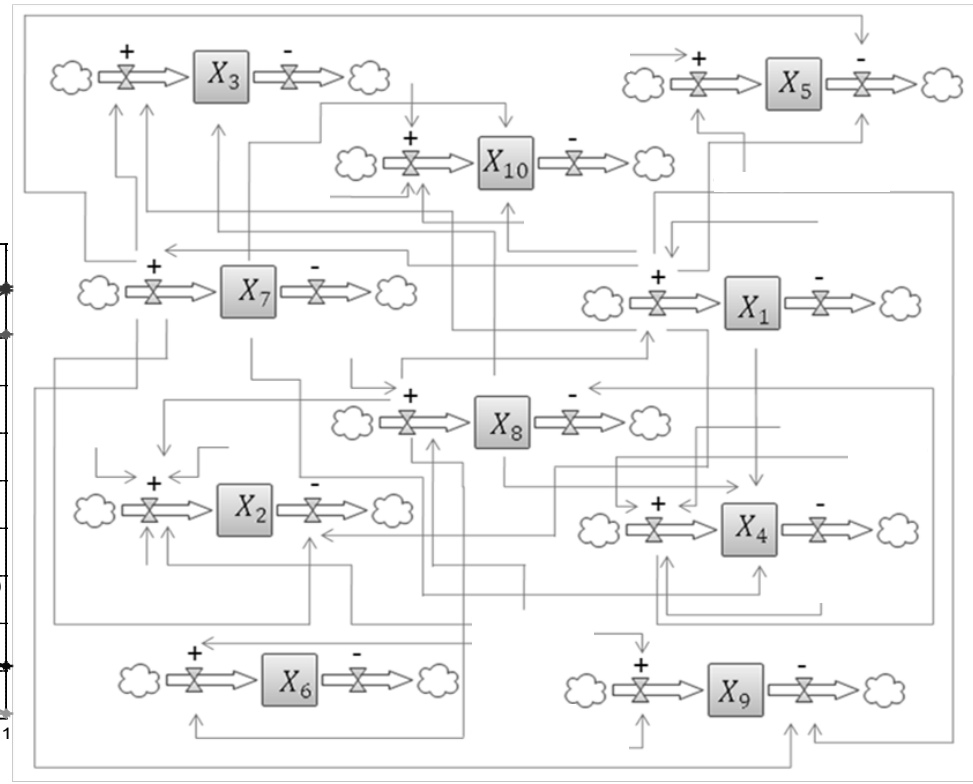 + - X3
+ - X5
+ - X10
+ - X7
+ - X1
+ - X8
+ - X2
+ - X4
+ - X6
+ - X9
1